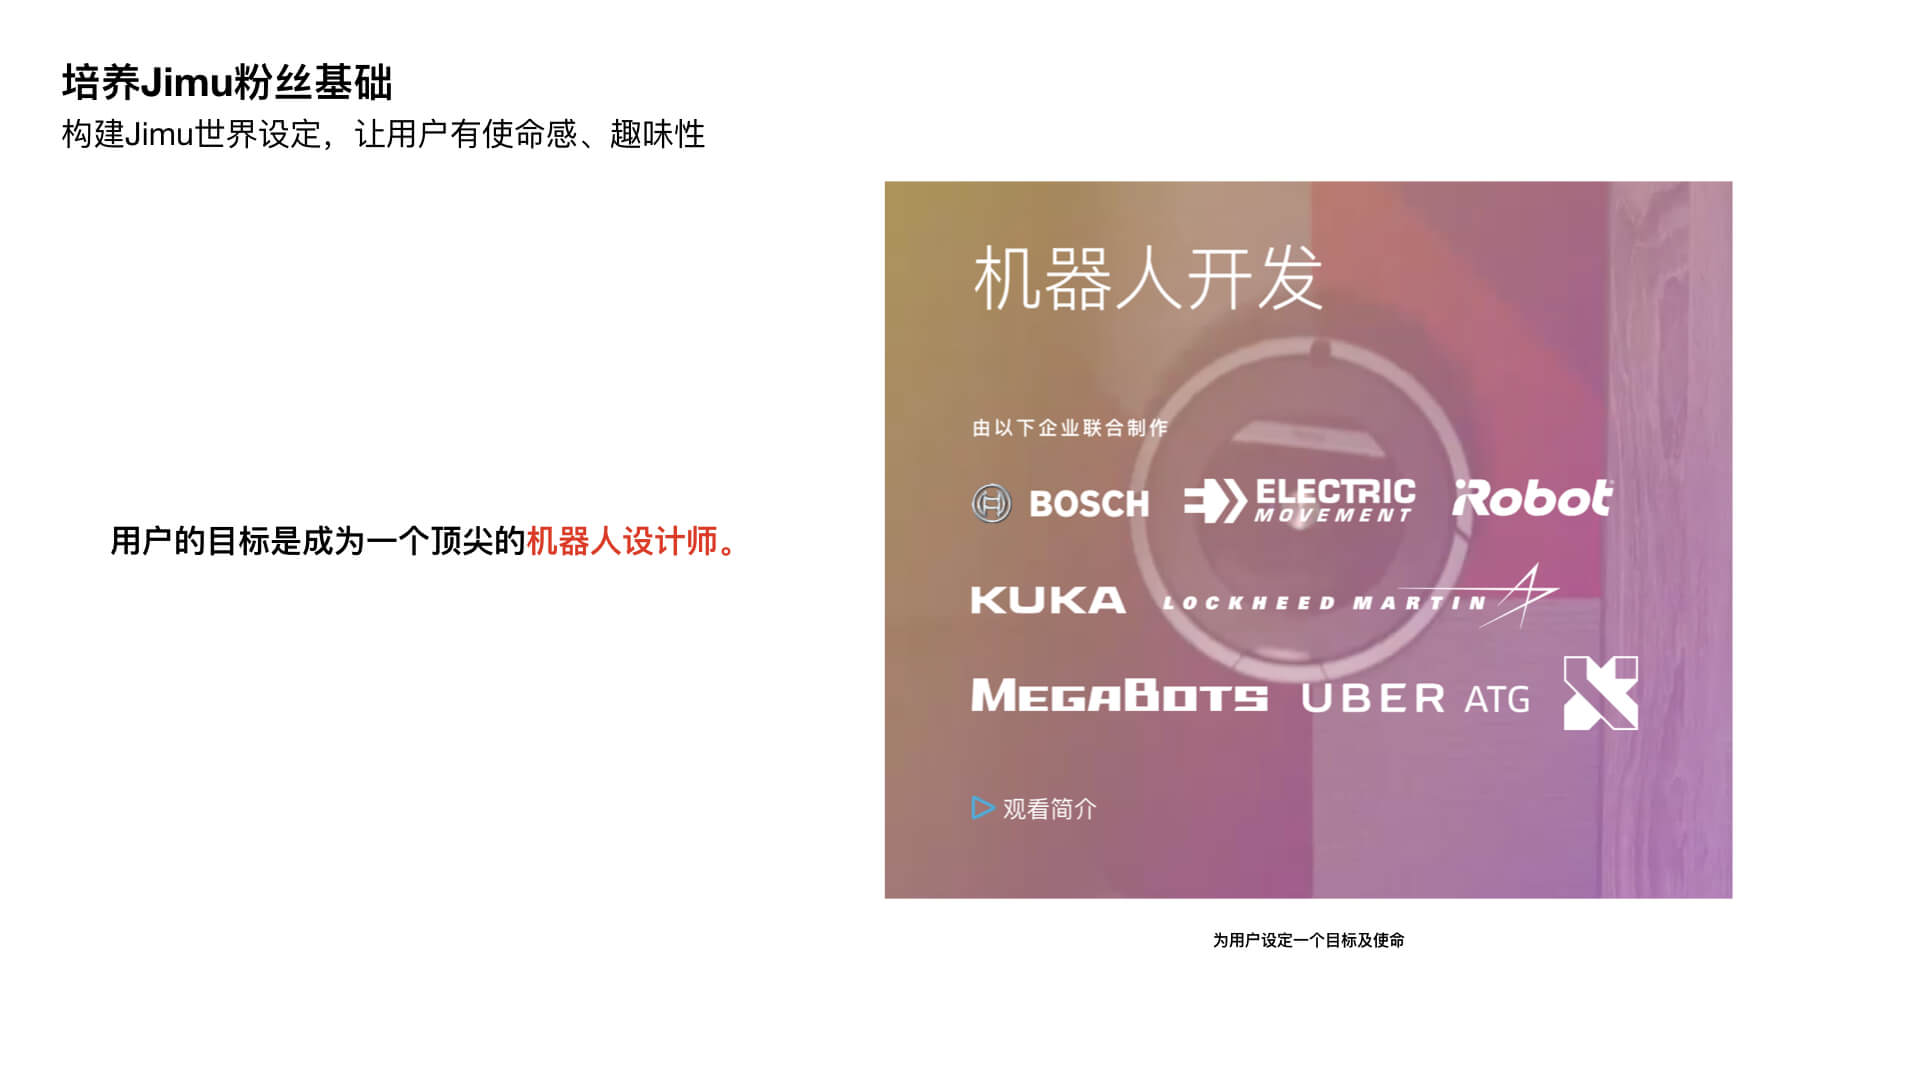 培养Jimu粉丝基础
构建Jimu世界设定，让用户有使命感、趣味性
用户的目标是成为一个顶尖的机器人设计师。
机器人开发
由以下企业联合制作
BOSCH ELECTRIC MOVEMENT iRobot
KUKA LOCKHEED MARTIN
MEGABOTS UBER ATG
观看简介
为用户设定一个目标及使命